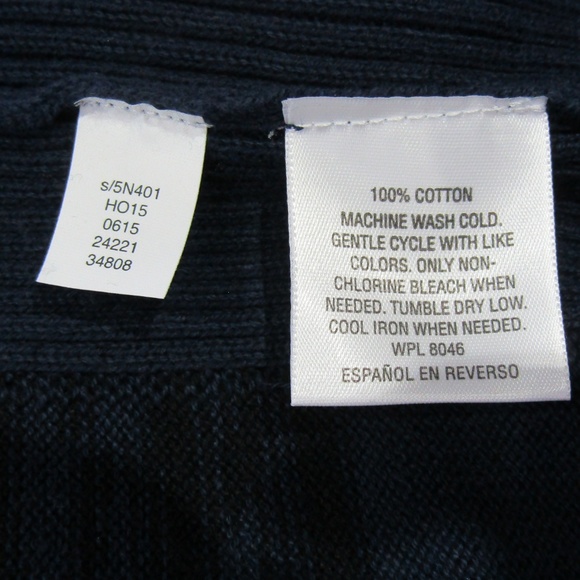 s/5N401
HO15
0615
24221
34808
100% COTTON
MACHINE WASH COLD.
GENTLE CYCLE WITH LIKE
COLORS. ONLY NON-
CHLORINE BLEACH WHEN
NEEDED. TUMBLE DRY LOW.
COOL IRON WHEN NEEDED.
WPL 8046
ESPAÑOL EN REVERSO